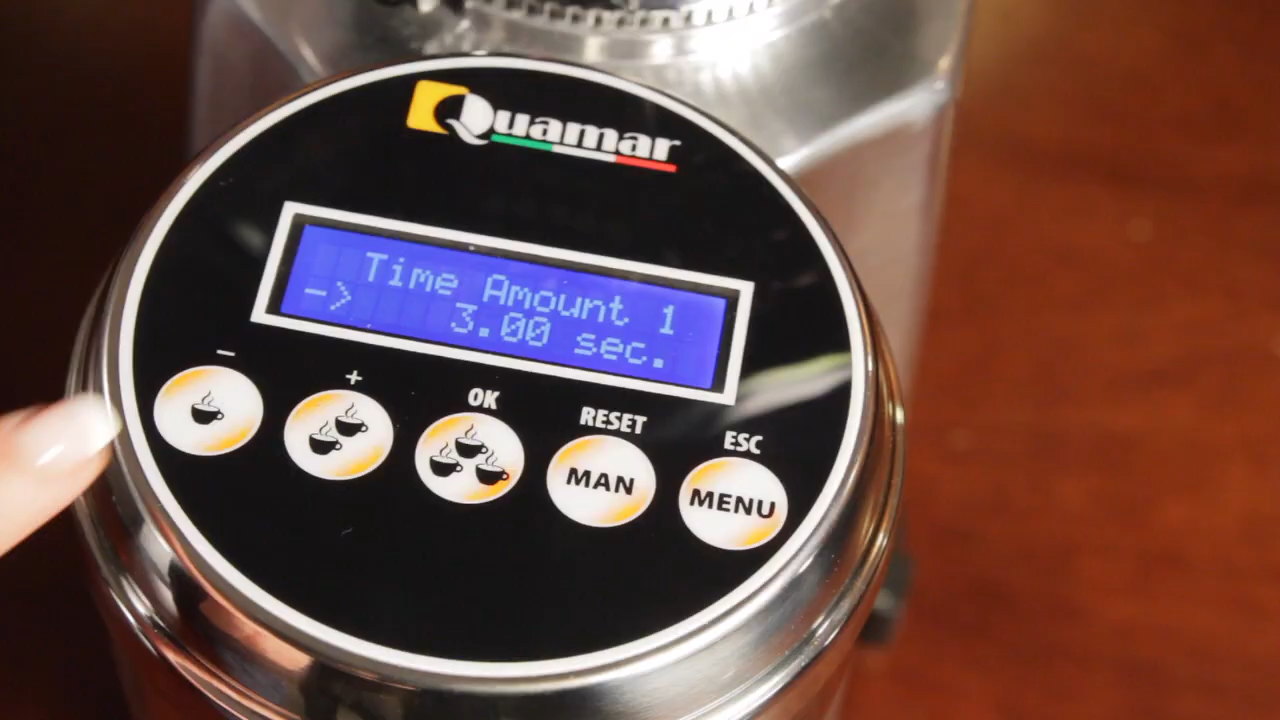 Quamar
Time Amount 1
-> 3.00 sec.
- + OK RESET ESC
MAN MENU